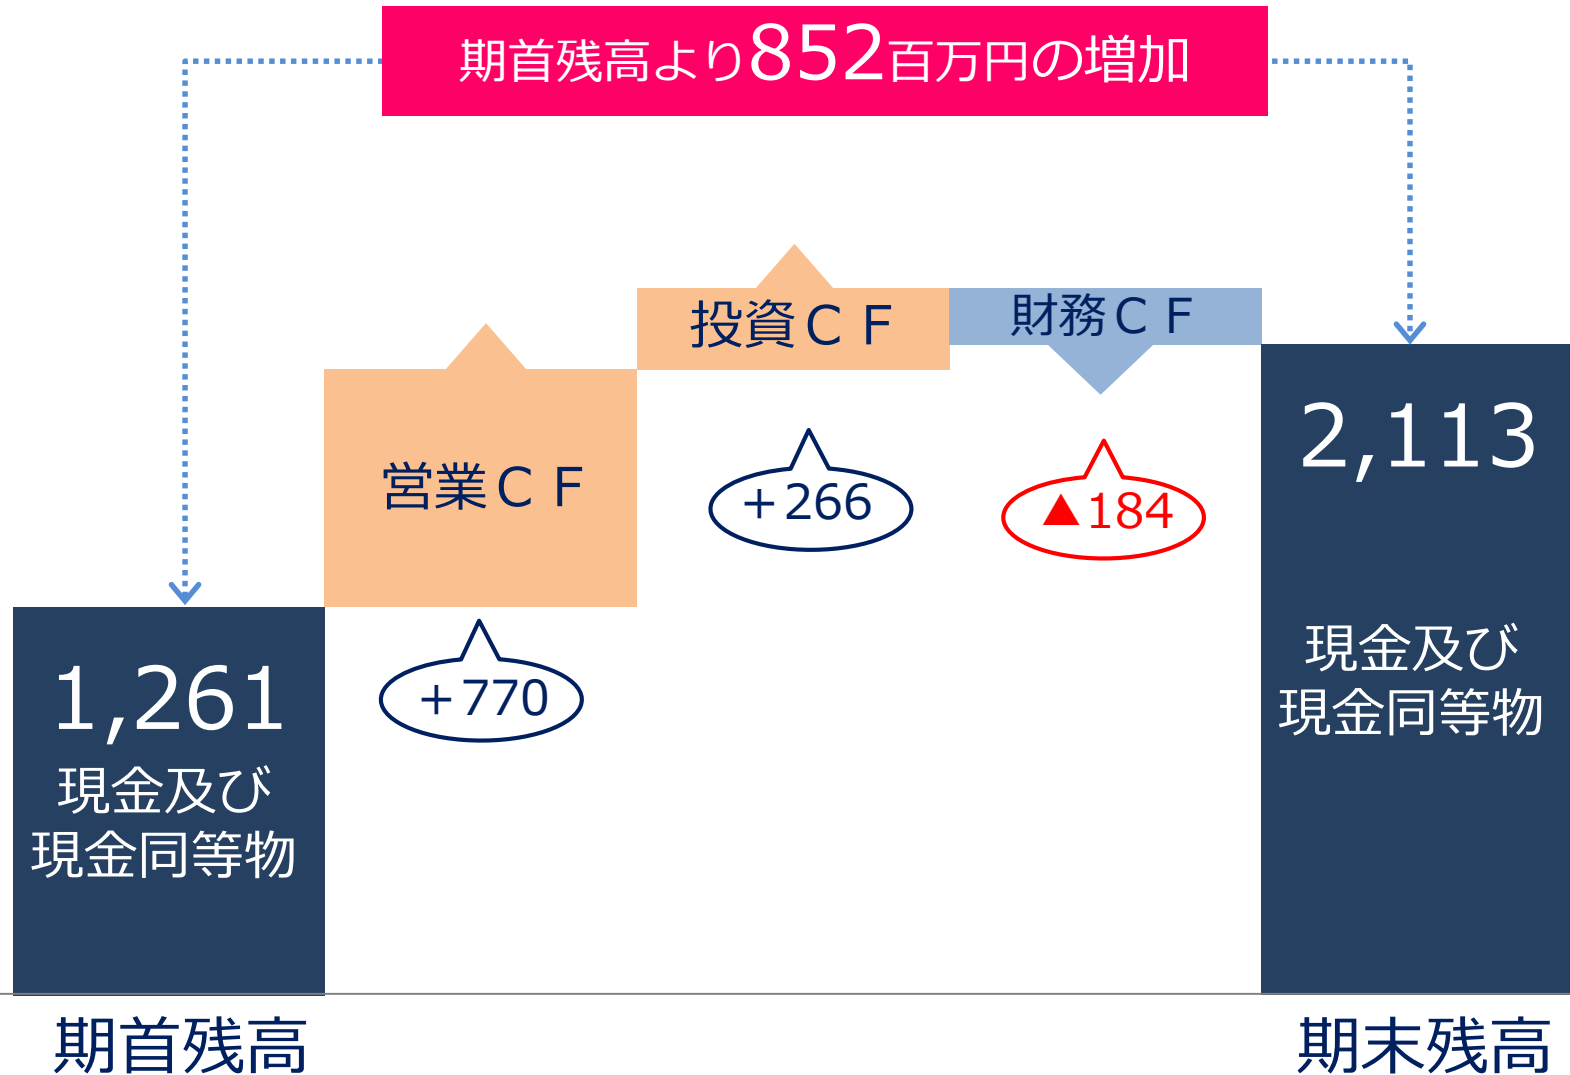 期首残高より852百万円の増加
投資ＣＦ
財務ＣＦ
営業ＣＦ
2,113
現金及び
現金同等物
＋266
▲184
1,261
現金及び
現金同等物
＋770
期首残高
期末残高